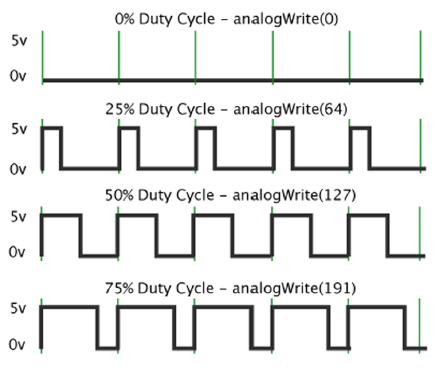 0% Duty Cycle – analogWrite(0)
5v
0v
25% Duty Cycle – analogWrite(64)
5v
0v
50% Duty Cycle – analogWrite(127)
5v
0v
75% Duty Cycle – analogWrite(191)
5v
0v